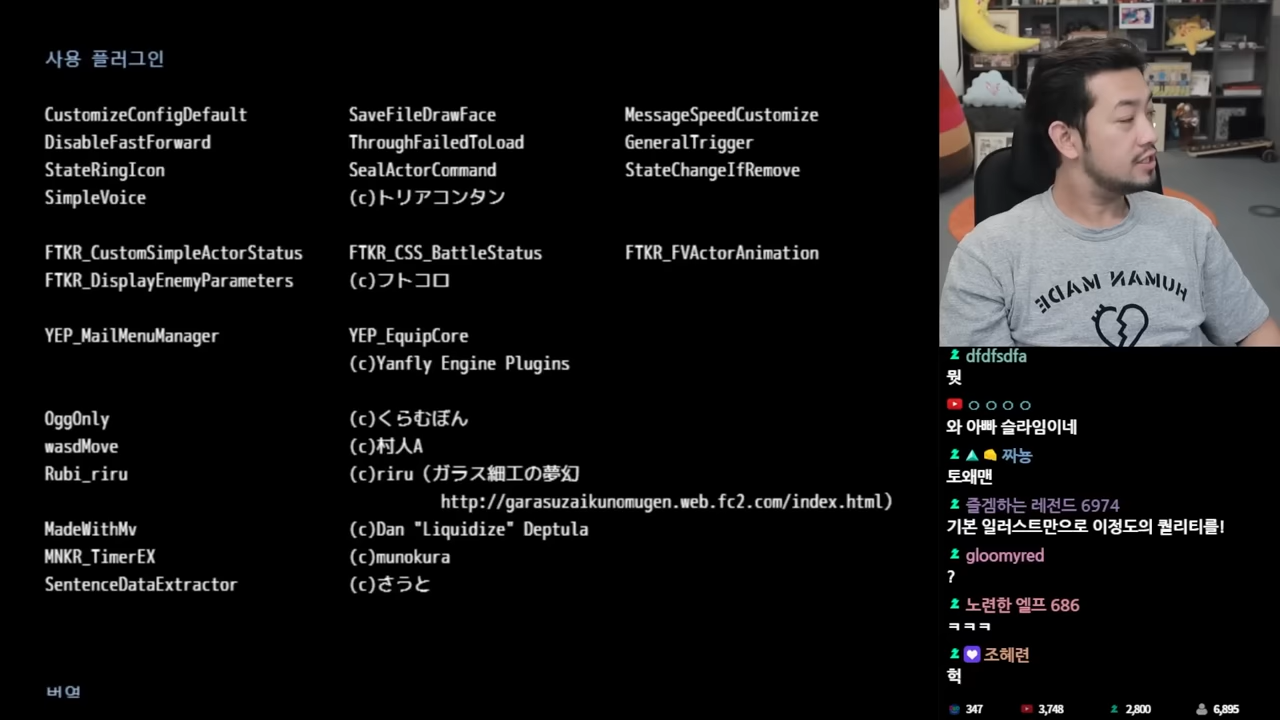 사용 플러그인
CustomizeConfigDefault SaveFileDrawFace MessageSpeedCustomize
DisableFastForward ThroughFailedToLoad GeneralTrigger
StateRingIcon SealActorCommand StateChangeIfRemove
SimpleVoice (c)トリアコンタン
FTKR_CustomSimpleActorStatus FTKR_CSS_BattleStatus FTKR_FVActorAnimation
FTKR_DisplayEnemyParameters (c)フトコロ
YEP_MailMenuManager YEP_EquipCore
(c)Yanfly Engine Plugins
OggOnly (c)くらむぼん
wasdMove (c)村人A
Rubi_riru (c)riru（ガラス細工の夢幻
http://garasuzaikunomugen.web.fc2.com/index.html)
MadeWithMv (c)Dan "Liquidize" Deptula
MNKR_TimerEX (c)munokura
SentenceDataExtractor (c)さうと
번역
HUMAN MADE
dfdfsdfa
뭣
ㅇㅇㅇㅇ
와 아빠 슬라임이네
짜뇽
토왜맨
즐겜하는 레전드 6974
기본 일러스트만으로 이정도의 퀄리티를!
gloomyred
?
노련한 엘프 686
ㅋㅋㅋ
조혜련
헉
347 3,748 2,800 6,895